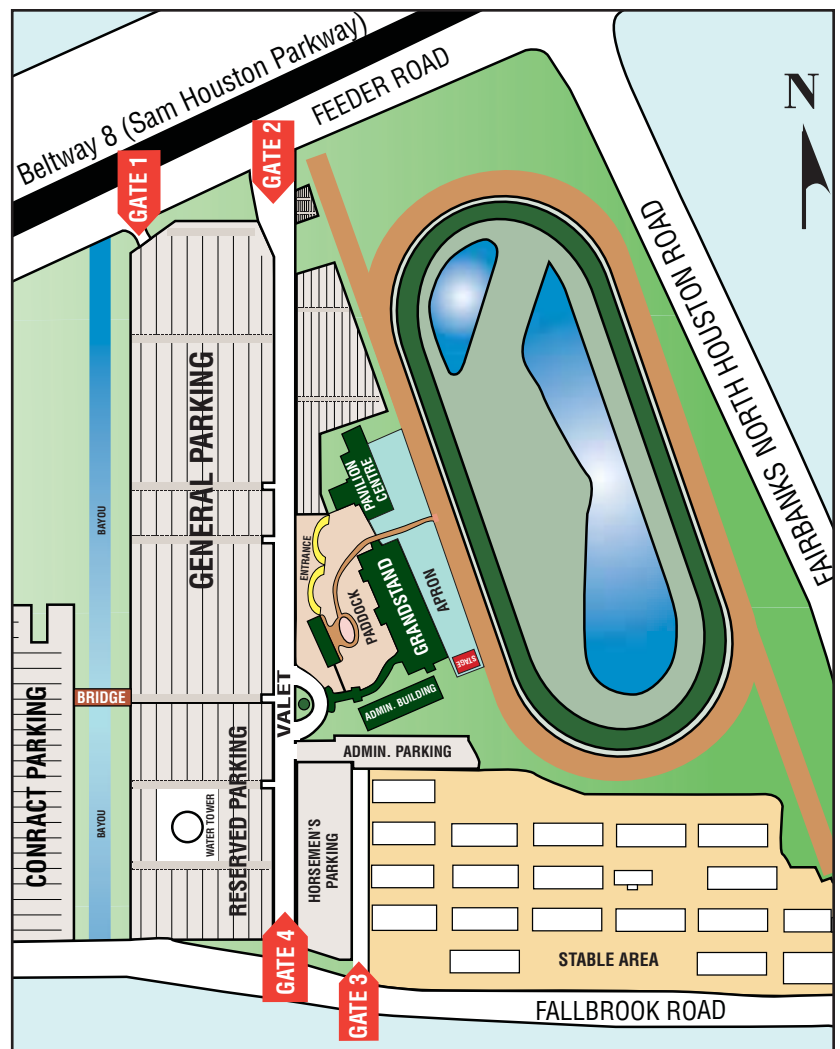 Beltway 8 (Sam Houston Parkway)
FEEDER ROAD
N
GATE 1
GATE 2
FAIRBANKS NORTH HOUSTON ROAD
GENERAL PARKING
BAYOU
PAVILION
CENTRE
ENTRANCE
PADDOCK
GRANDSTAND
APRON
STAGE
CONRACT PARKING
BRIDGE
VALET
ADMIN. BUILDING
ADMIN. PARKING
BAYOU
WATER TOWER
RESERVED PARKING
HORSEMEN'S
PARKING
STABLE AREA
GATE 4
GATE 3
FALLBROOK ROAD